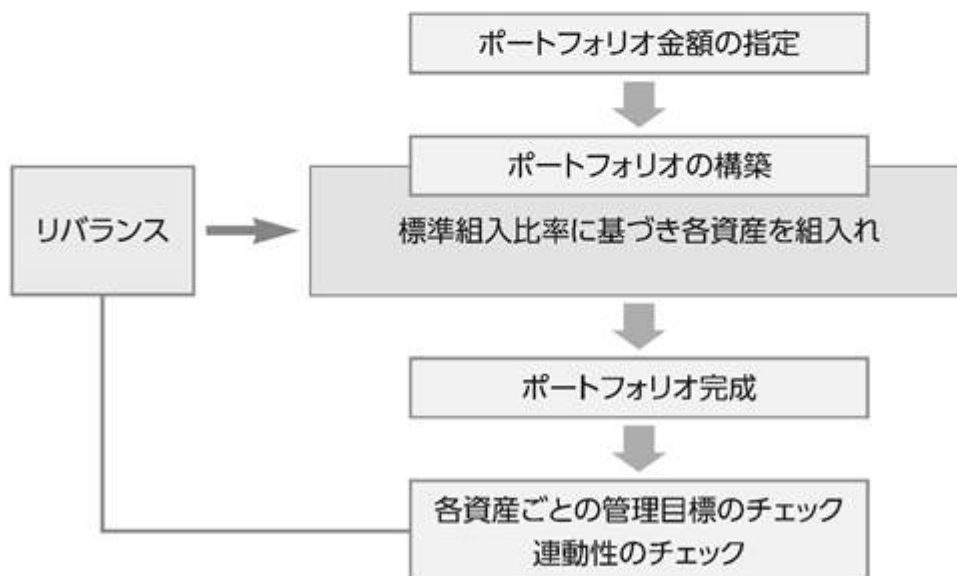 ポートフォリオ金額の指定
ポートフォリオの構築
リバランス
標準組入比率に基づき各資産を組入れ
ポートフォリオ完成
各資産ごとの管理目標のチェック
連動性のチェック